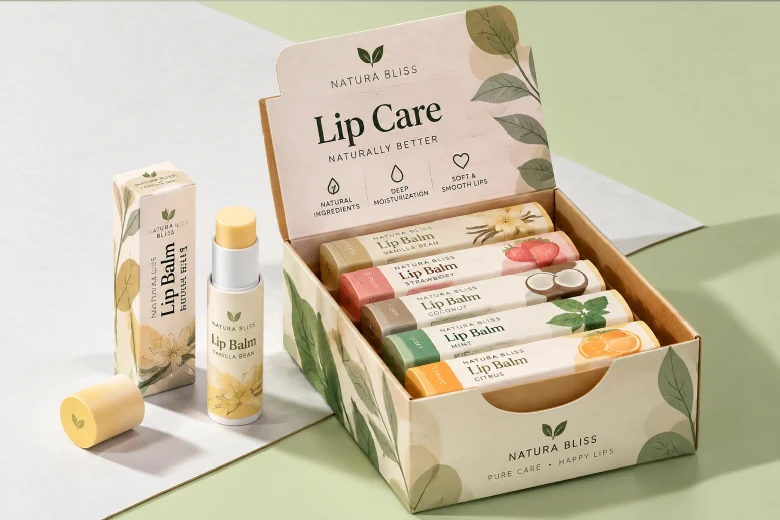 NATURA BLISS
Lip Care
NATURALLY BETTER
NATURAL
INGREDIENTS
DEEP
MOISTURIZATION
SOFT &
SMOOTH LIPS
NATURA BLISS
Lip Balm
VANILLA BEAN
NATURA BLISS
Lip Balm
STRAWBERRY
NATURA BLISS
Lip Balm
COCONUT
NATURA BLISS
Lip Balm
MINT
NATURA BLISS
Lip Balm
CITRUS
NATURA BLISS
PURE CARE • HAPPY LIPS
NATURA BLISS
NATURA
BLISS
Lip Balm
NATURA BLISS
Lip Balm
VANILLA BEAN